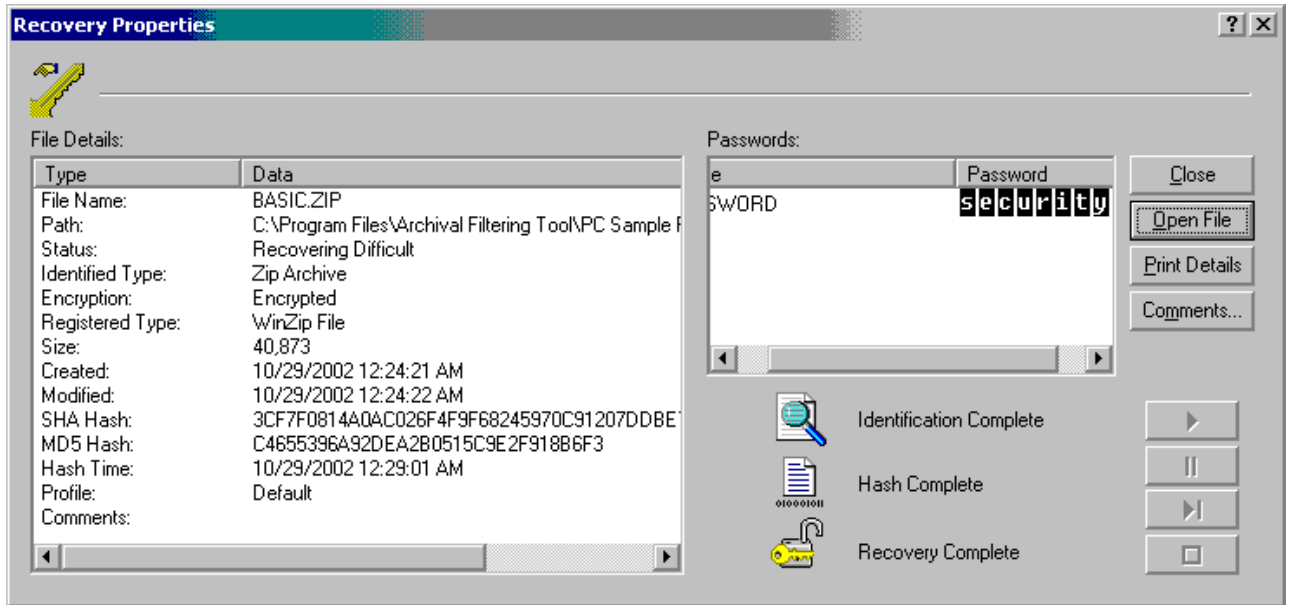 Recovery Properties
File Details:
Type Data
File Name: BASIC.ZIP
Path: C:\Program Files\Archival Filtering Tool\PC Sample F
Status: Recovering Difficult
Identified Type: Zip Archive
Encryption: Encrypted
Registered Type: WinZip File
Size: 40,873
Created: 10/29/2002 12:24:21 AM
Modified: 10/29/2002 12:24:22 AM
SHA Hash: 3CF7F0814A0AC026F4F9F68245970C91207DDBE
MD5 Hash: C4655396A92DEA2B0515C9E2F918B6F3
Hash Time: 10/29/2002 12:29:01 AM
Profile: Default
Comments:
Passwords:
e Password
SWORD security
Close
Open File
Print Details
Comments...
Identification Complete
Hash Complete
01000101
Recovery Complete